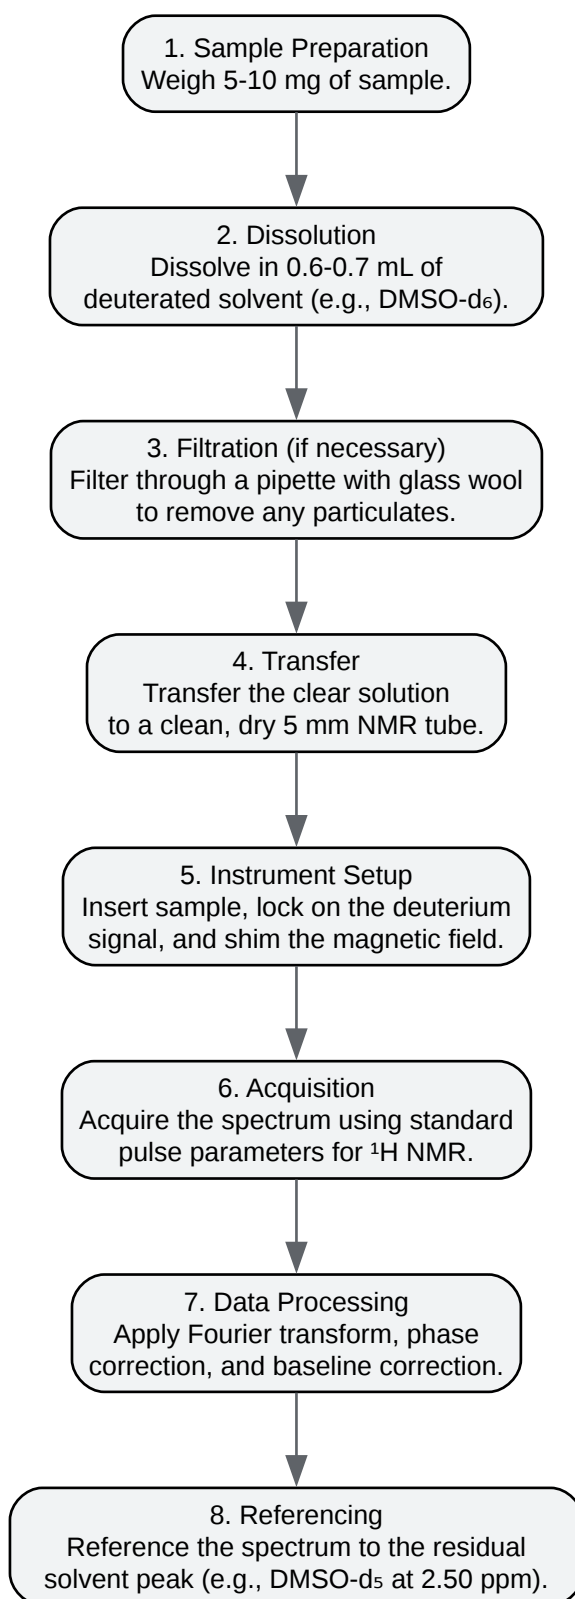 1. Sample Preparation
Weigh 5-10 mg of sample.
2. Dissolution
Dissolve in 0.6-0.7 mL of
deuterated solvent (e.g., DMSO-d₆).
3. Filtration (if necessary)
Filter through a pipette with glass wool
to remove any particulates.
4. Transfer
Transfer the clear solution
to a clean, dry 5 mm NMR tube.
5. Instrument Setup
Insert sample, lock on the deuterium
signal, and shim the magnetic field.
6. Acquisition
Acquire the spectrum using standard
pulse parameters for ¹H NMR.
7. Data Processing
Apply Fourier transform, phase
correction, and baseline correction.
8. Referencing
Reference the spectrum to the residual
solvent peak (e.g., DMSO-d₅ at 2.50 ppm).